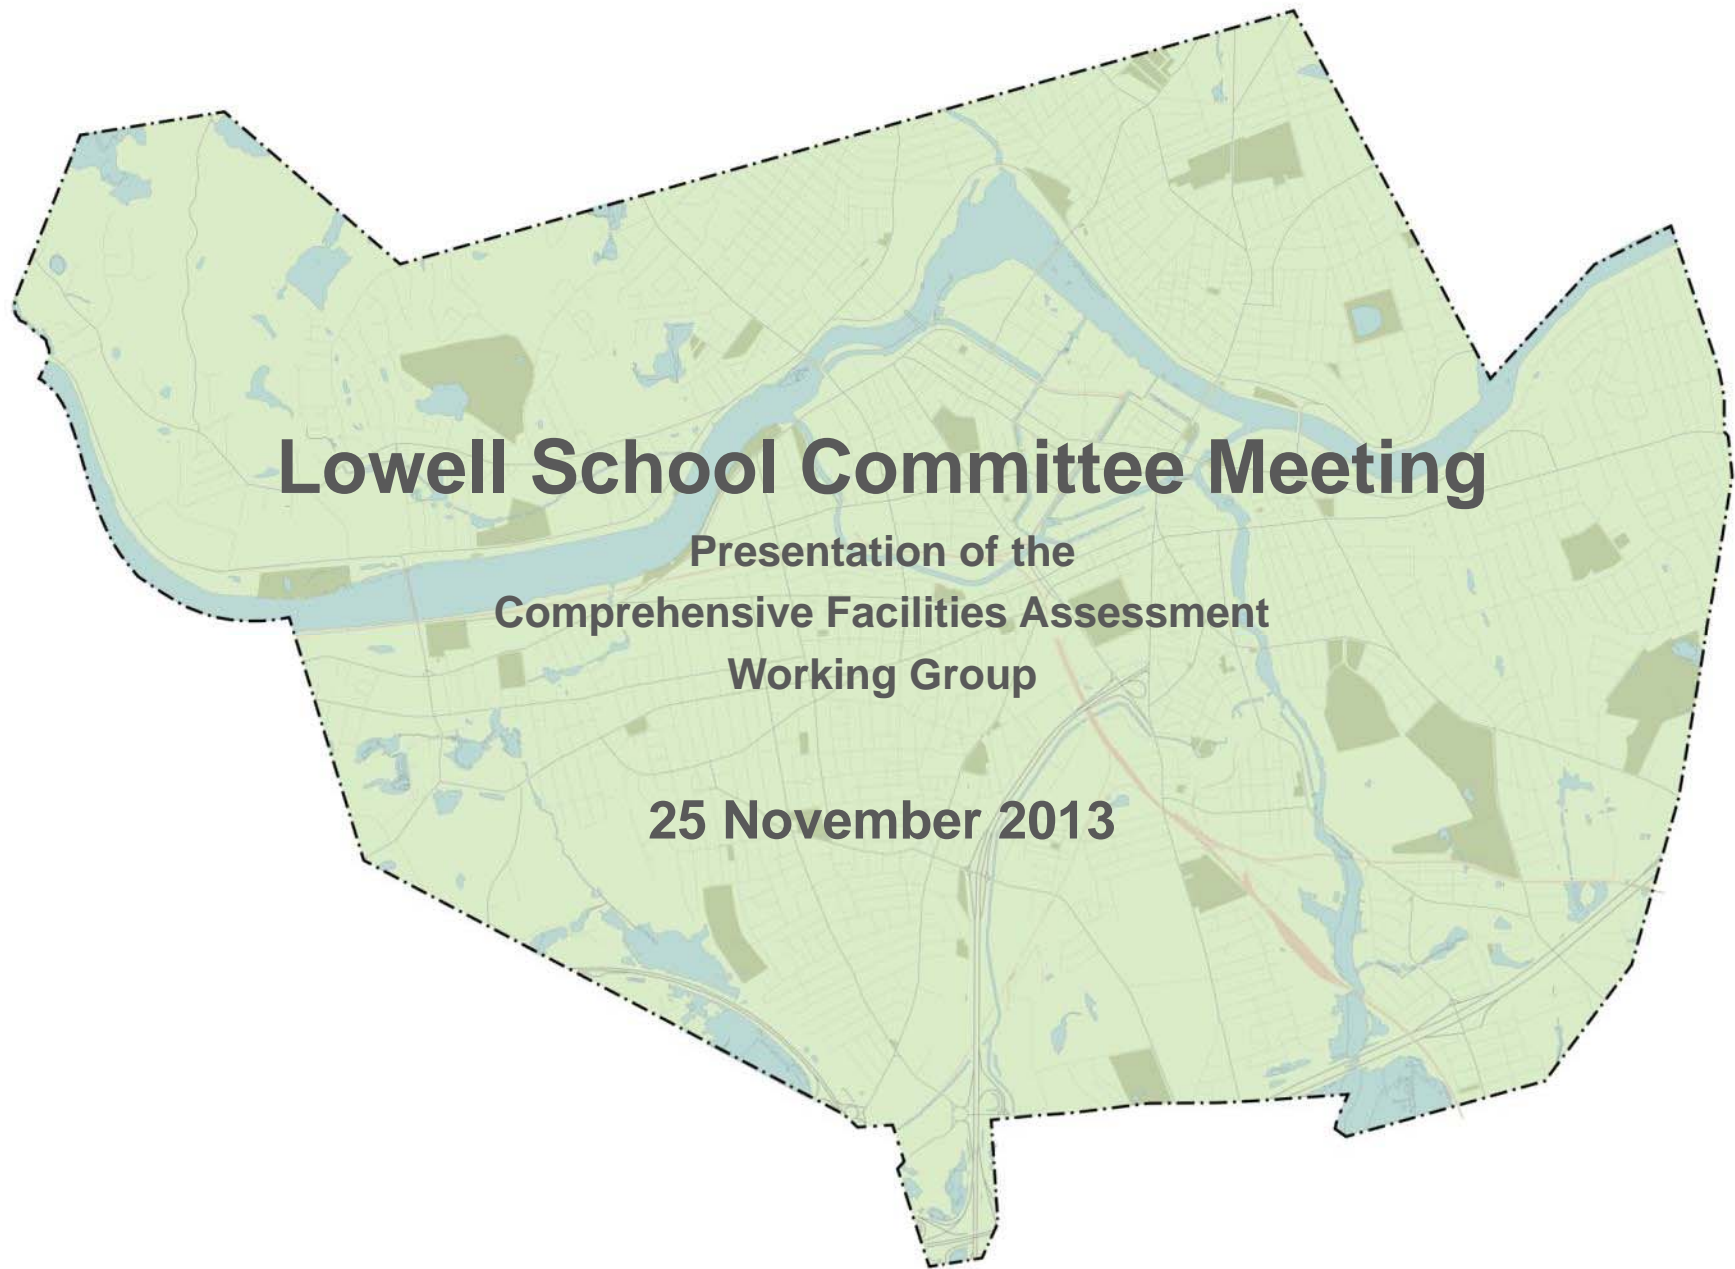 Lowell School Committee Meeting
Presentation of the
Comprehensive Facilities Assessment
Working Group
25 November 2013